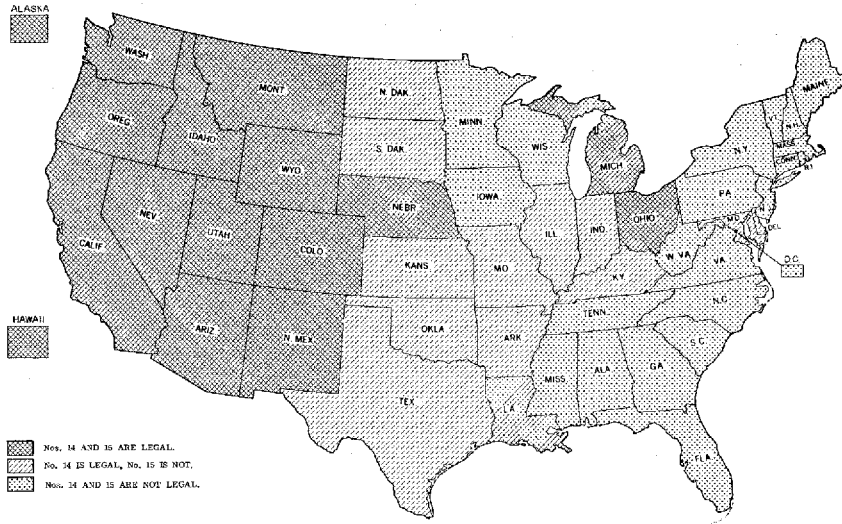 ALASKA
WASH
MONT
N. DAK
MINN
MAINE
OREG
IDAHO
S. DAK
WIS
MICH
N.Y.
VT.
N.H.
MASS
CONN
RI
WYO
IOWA
PA
N.J.
NEBR
NEV
UTAH
COLO
ILL
IND
OHIO
MD
DEL
W VA
D.C.
CALIF
KANS
MO
KY
VA
HAWAII
ARIZ
N. MEX
OKLA
ARK
TENN
N.C.
S.C.
TEX
LA
MISS
ALA
GA
FLA
Nos. 14 AND 15 ARE LEGAL.
No. 14 IS LEGAL, No. 15 IS NOT.
Nos. 14 AND 15 ARE NOT LEGAL.